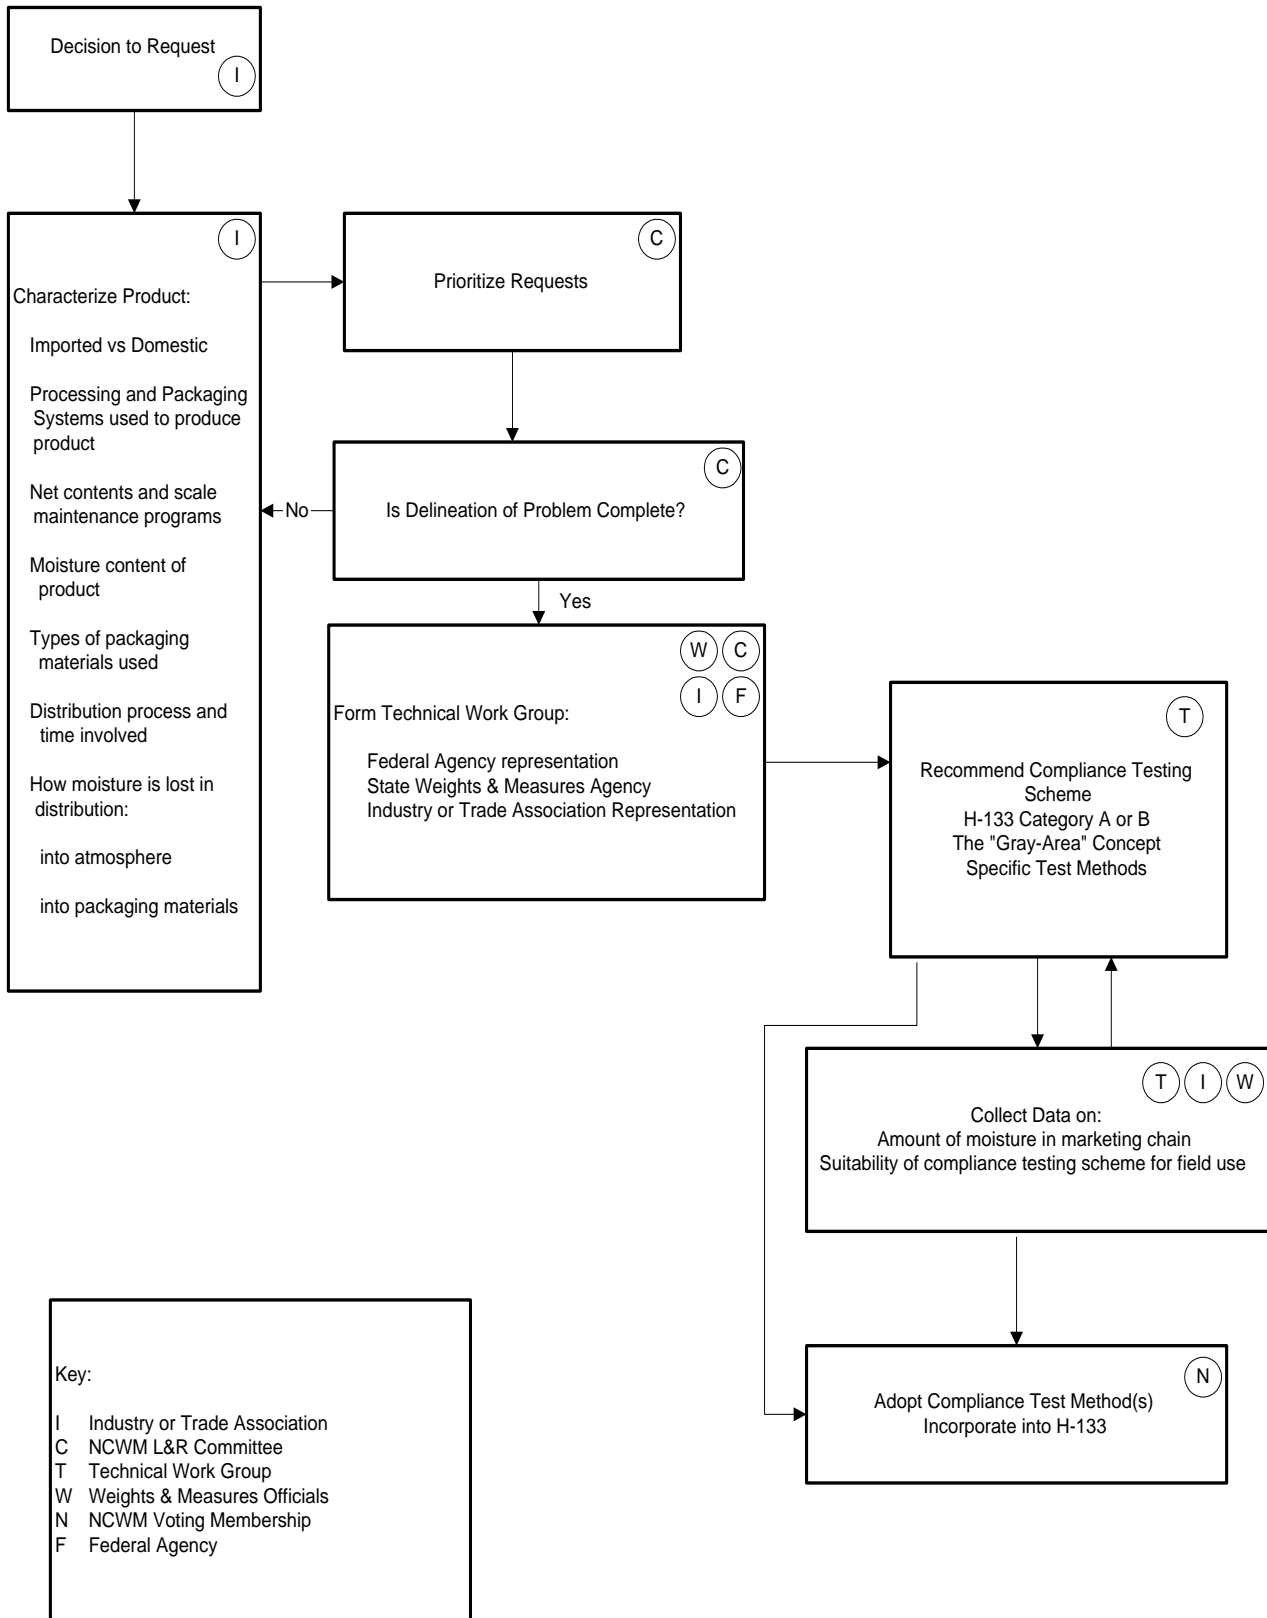 Decision to Request
I
I
Characterize Product:
Imported vs Domestic
Processing and Packaging
Systems used to produce
product
Net contents and scale
maintenance programs
Moisture content of
product
Types of packaging
materials used
Distribution process and
time involved
How moisture is lost in
distribution:
into atmosphere
into packaging materials
C
Prioritize Requests
C
Is Delineation of Problem Complete?
No
Yes
W C
I F
Form Technical Work Group:
Federal Agency representation
State Weights & Measures Agency
Industry or Trade Association Representation
T
Recommend Compliance Testing
Scheme
H-133 Category A or B
The "Gray-Area" Concept
Specific Test Methods
T I W
Collect Data on:
Amount of moisture in marketing chain
Suitability of compliance testing scheme for field use
N
Adopt Compliance Test Method(s)
Incorporate into H-133
Key:
I Industry or Trade Association
C NCWM L&R Committee
T Technical Work Group
W Weights & Measures Officials
N NCWM Voting Membership
F Federal Agency